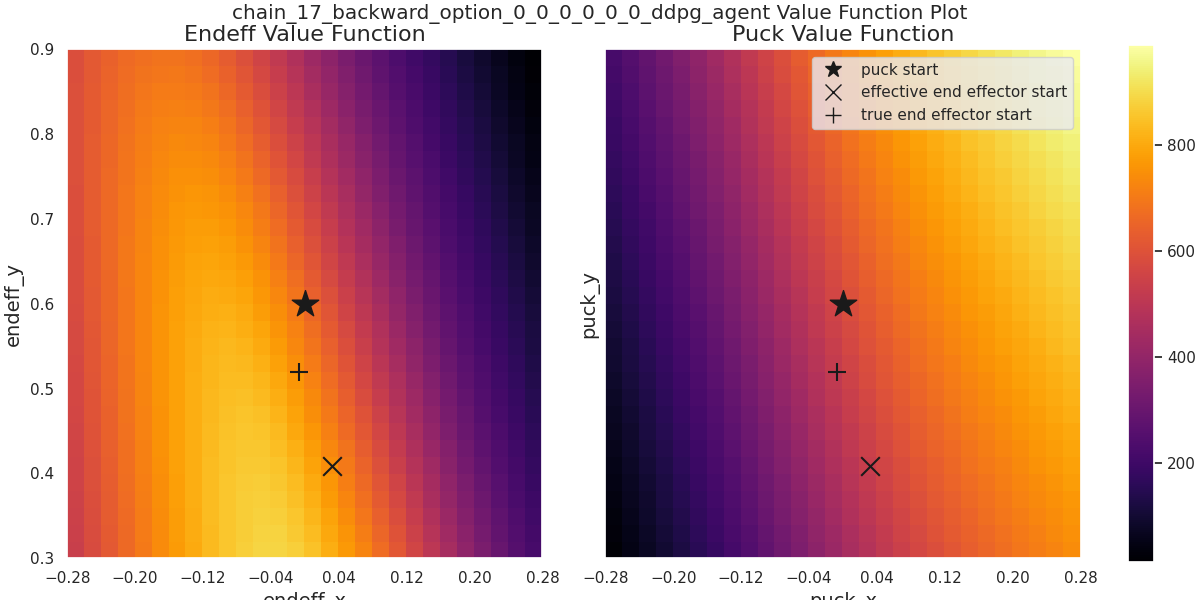 chain_17_backward_option_0_0_0_0_0_0_ddpg_agent Value Function Plot
Endeff Value Function
Puck Value Function
0.9
0.8
0.7
0.6
0.5
0.4
0.3
endeff_y
−0.28 −0.20 −0.12 −0.04 0.04 0.12 0.20 0.28
endeff_x
puck start
effective end effector start
true end effector start
puck_y
−0.28 −0.20 −0.12 −0.04 0.04 0.12 0.20 0.28
puck_x
800
600
400
200